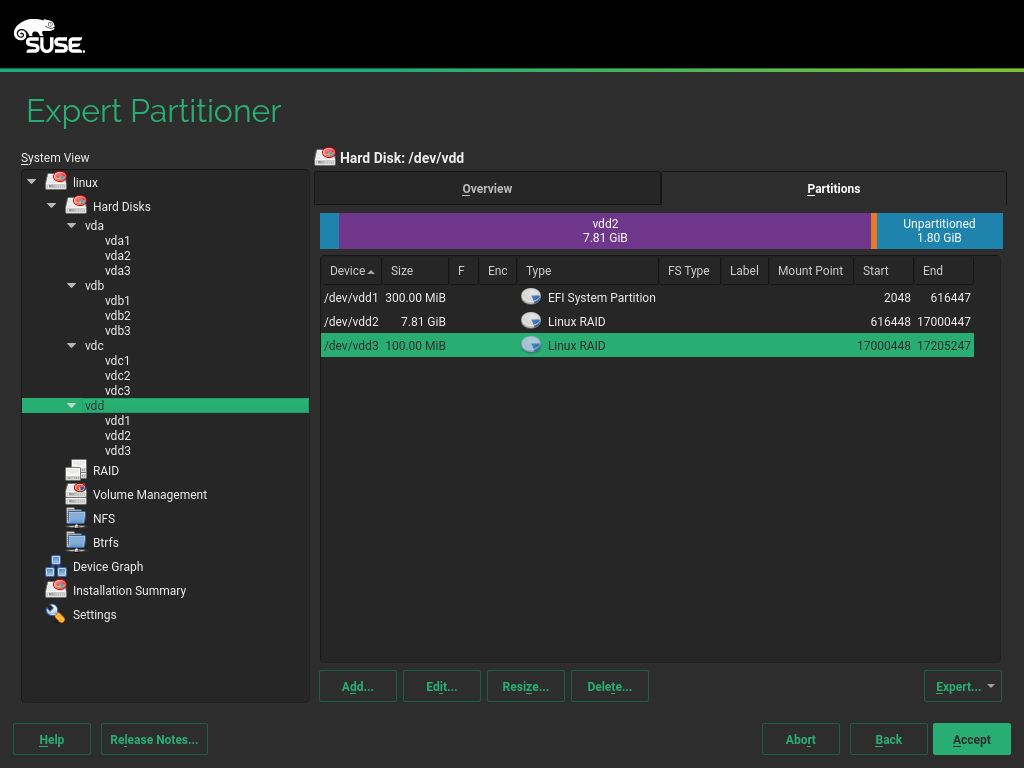 SUSE.
Expert Partitioner
System View
linux
Hard Disks
vda
vda1
vda2
vda3
vdb
vdb1
vdb2
vdb3
vdc
vdc1
vdc2
vdc3
vdd
vdd1
vdd2
vdd3
RAID
Volume Management
NFS
Btrfs
Device Graph
Installation Summary
Settings
Hard Disk: /dev/vdd
Overview Partitions
vdd2 Unpartitioned
7.81 GiB 1.80 GiB
Device Size F Enc Type FS Type Label Mount Point Start End
/dev/vdd1 300.00 MiB EFI System Partition 2048 616447
/dev/vdd2 7.81 GiB Linux RAID 616448 17000447
/dev/vdd3 100.00 MiB Linux RAID 17000448 17205247
Add... Edit... Resize... Delete... Expert...
Help Release Notes... Abort Back Accept